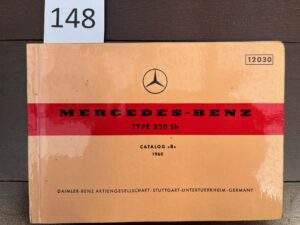 148
12030
MERCEDES-BENZ
TYPE 220 Sb
CATALOG «B»
1960
DAIMLER-BENZ AKTIENGESELLSCHAFT · STUTTGART-UNTERTÜRKHEIM · GERMANY